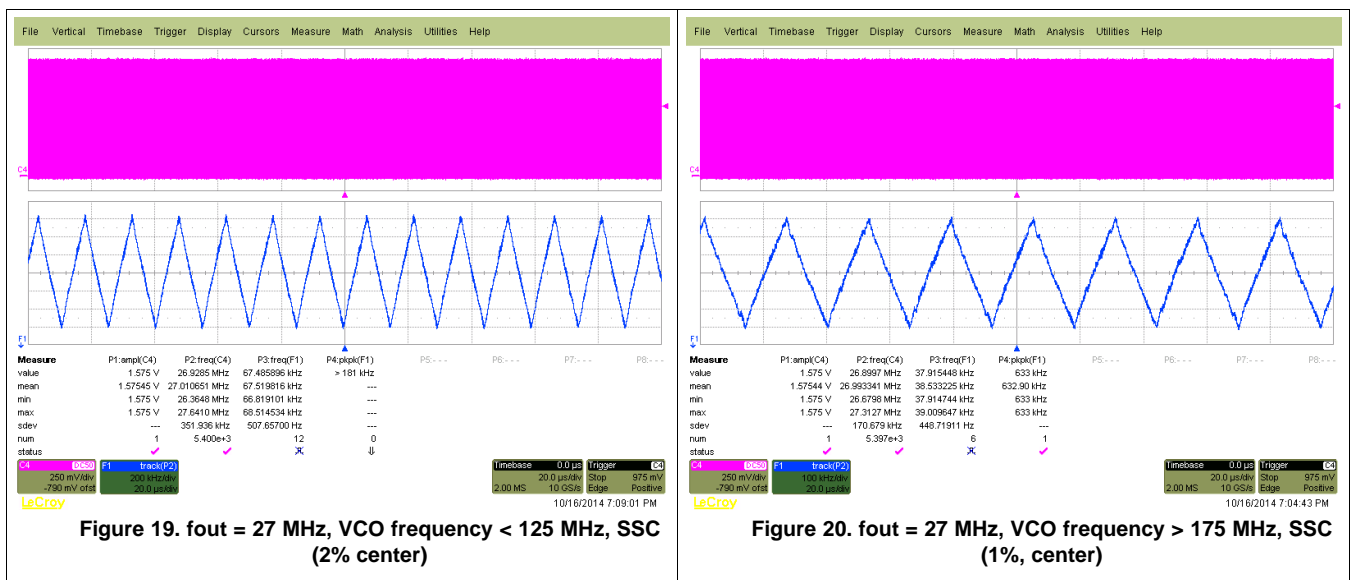 File Vertical Timebase Trigger Display Cursors Measure Math Analysis Utilities Help
C4
F1
Measure P1:ampl(C4) P2:freq(C4) P3:freq(F1) P4:pkpk(F1) P5:--- P6:--- P7:--- P8:---
value 1.575 V 26.9285 MHz 67.485896 kHz > 181 kHz
mean 1.57545 V 27.010651 MHz 67.519816 kHz ---
min 1.575 V 26.3648 MHz 66.819101 kHz ---
max 1.575 V 27.6410 MHz 68.514534 kHz ---
sdev --- 351.936 kHz 507.65700 Hz ---
num 1 5.400e+3 12 0
status
C4 DC50 F1 track(P2) Timebase 0.0 µs Trigger C4
250 mV/div 200 kHz/div 20.0 µs/div Stop 975 mV
-790 mV ofst 20.0 µs/div 2.00 MS 10 GS/s Edge Positive
LeCroy 10/16/2014 7:09:01 PM
Figure 19. fout = 27 MHz, VCO frequency < 125 MHz, SSC
(2% center)
File Vertical Timebase Trigger Display Cursors Measure Math Analysis Utilities Help
C4
F1
Measure P1:ampl(C4) P2:freq(C4) P3:freq(F1) P4:pkpk(F1) P5:--- P6:--- P7:--- P8:---
value 1.575 V 26.8997 MHz 37.915448 kHz 633 kHz
mean 1.57544 V 26.993341 MHz 38.533225 kHz 632.90 kHz
min 1.575 V 26.6798 MHz 37.914744 kHz 633 kHz
max 1.575 V 27.3127 MHz 39.009647 kHz 633 kHz
sdev --- 170.679 kHz 448.71911 Hz ---
num 1 5.397e+3 6 1
status
C4 DC50 F1 track(P2) Timebase 0.0 µs Trigger C4
250 mV/div 100 kHz/div 20.0 µs/div Stop 975 mV
-790 mV ofst 20.0 µs/div 2.00 MS 10 GS/s Edge Positive
LeCroy 10/16/2014 7:04:43 PM
Figure 20. fout = 27 MHz, VCO frequency > 175 MHz, SSC
(1%, center)